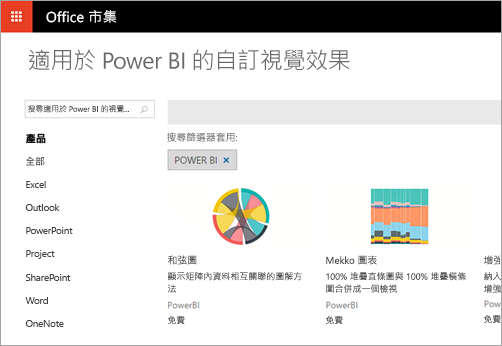 Office 市集
適用於 Power BI 的自訂視覺效果
搜尋適用於 Power BI 的視覺...
產品
全部
Excel
Outlook
PowerPoint
Project
SharePoint
Word
OneNote
搜尋篩選器套用:
POWER BI ×
和弦圖
顯示矩陣內資料相互關聯的圖解方
法
PowerBI
免費
Mekko 圖表
100% 堆疊直條圖與 100% 堆疊橫條
圖合併成一個檢視
PowerBI
免費
增強
納人
增強
Pow
免費